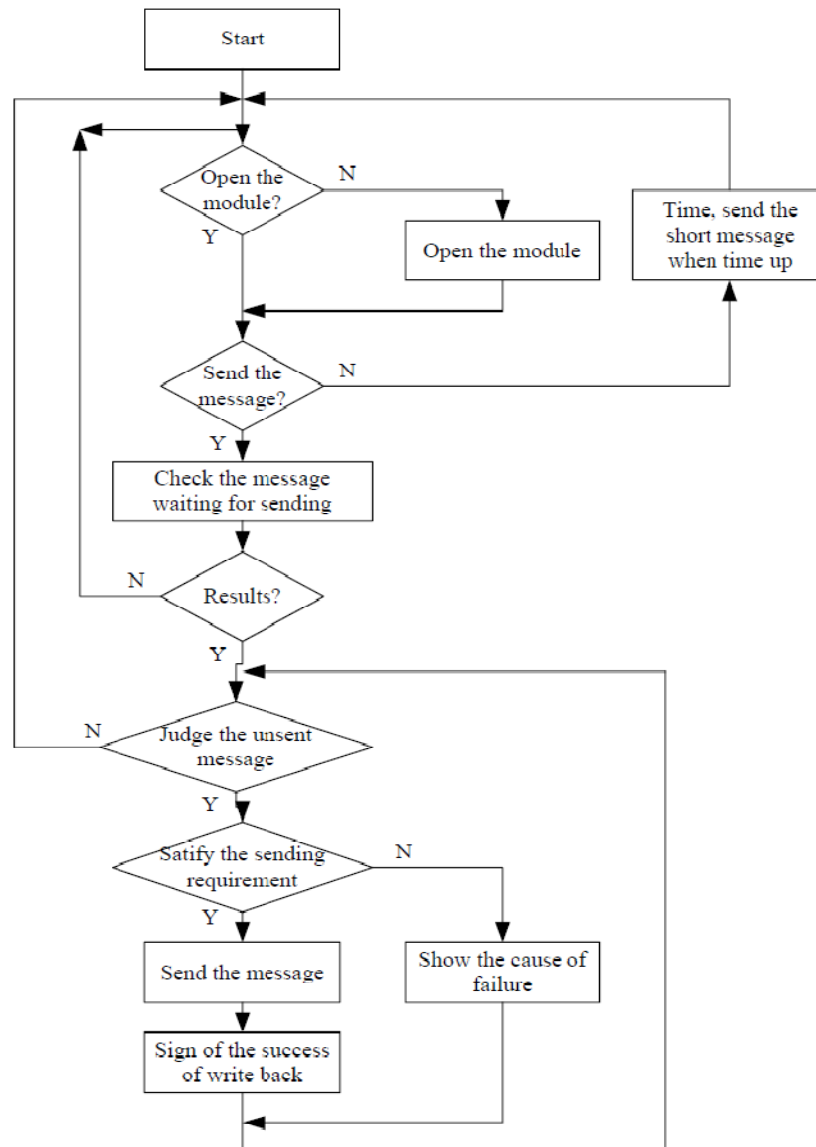 Start
Open the
module?
N
Y
Open the module
Time, send the
short message
when time up
Send the
message?
N
Y
Check the message
waiting for sending
Results?
N
Y
Judge the unsent
message
N
Y
Satify the sending
requirement
N
Y
Send the message
Show the cause of
failure
Sign of the success
of write back